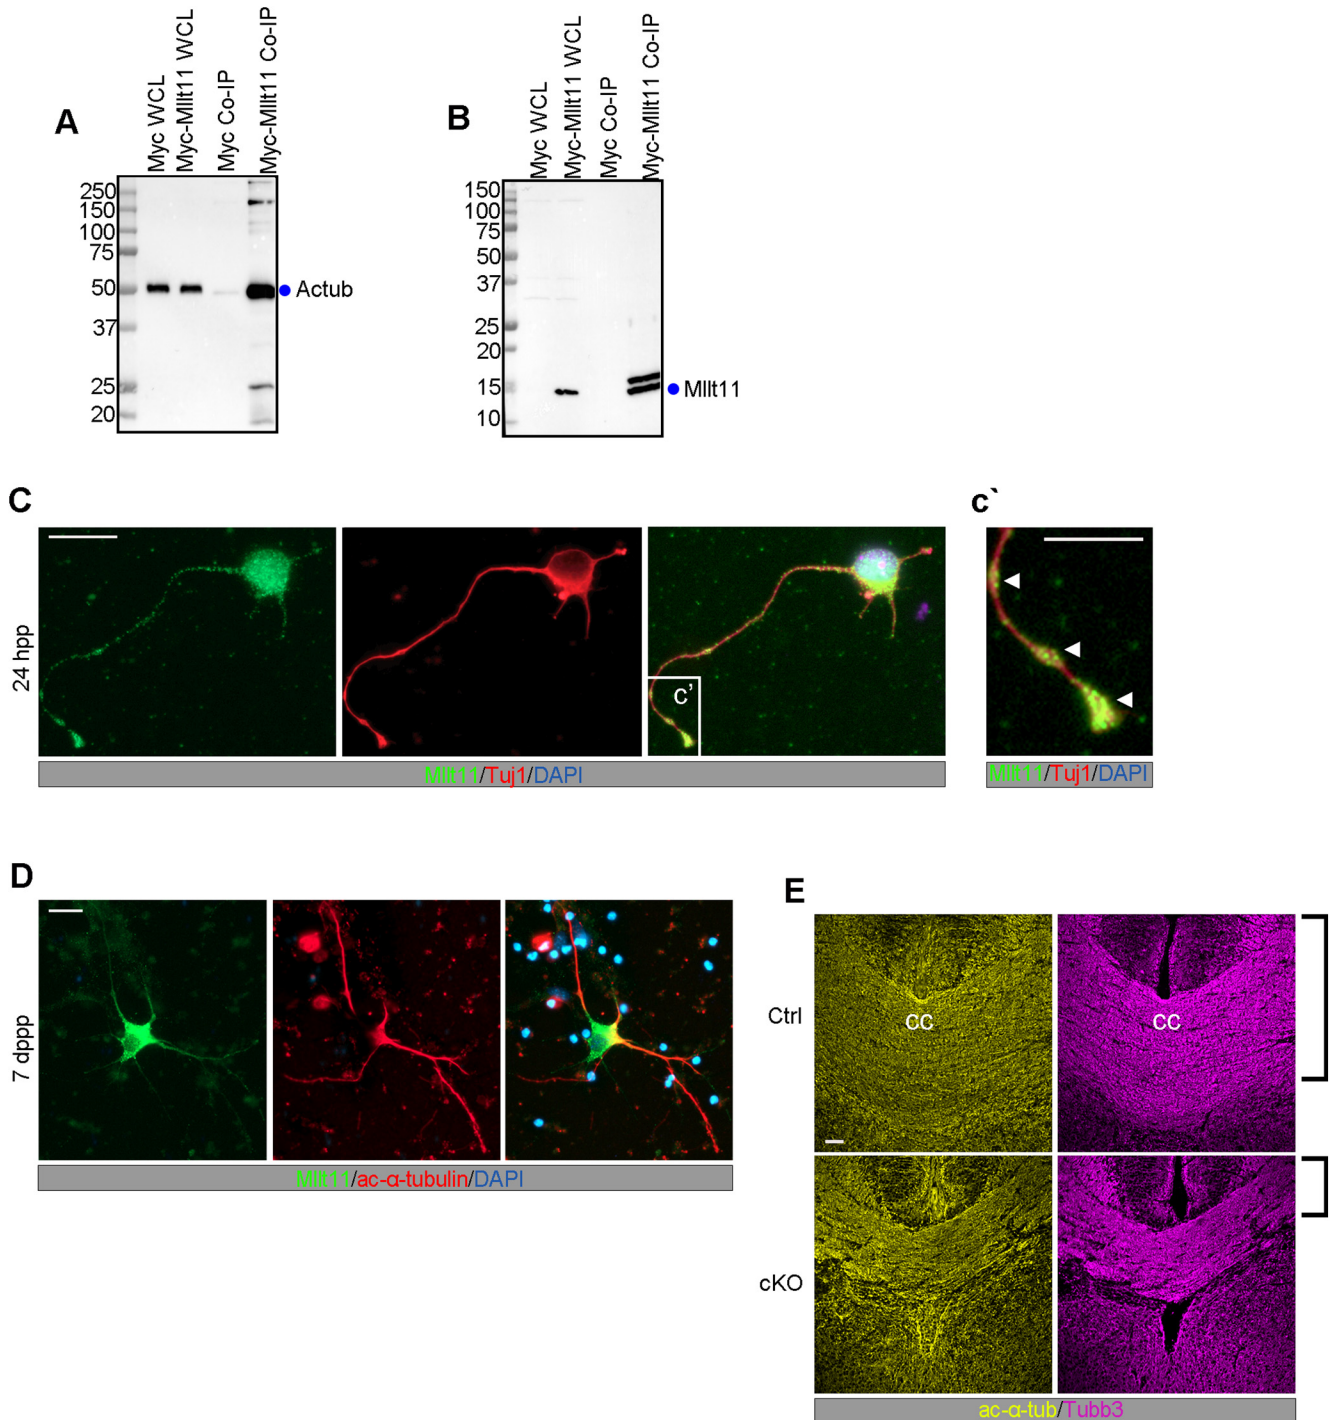 A
Myc WCL
Myc-Mllt11 WCL
Myc Co-IP
Myc-Mllt11 Co-IP
250
150
100
75
50
37
25
20
Actub
B
Myc WCL
Myc-Mllt11 WCL
Myc Co-IP
Myc-Mllt11 Co-IP
150
100
75
50
37
25
20
15
10
Mllt11
C
24 hpp
c'
Mllt11/Tuj1/DAPI
c`
Mllt11/Tuj1/DAPI
D
7 dppp
Mllt11/ac-α-tubulin/DAPI
E
Ctrl
cc
cc
cKO
ac-α-tub/Tubb3